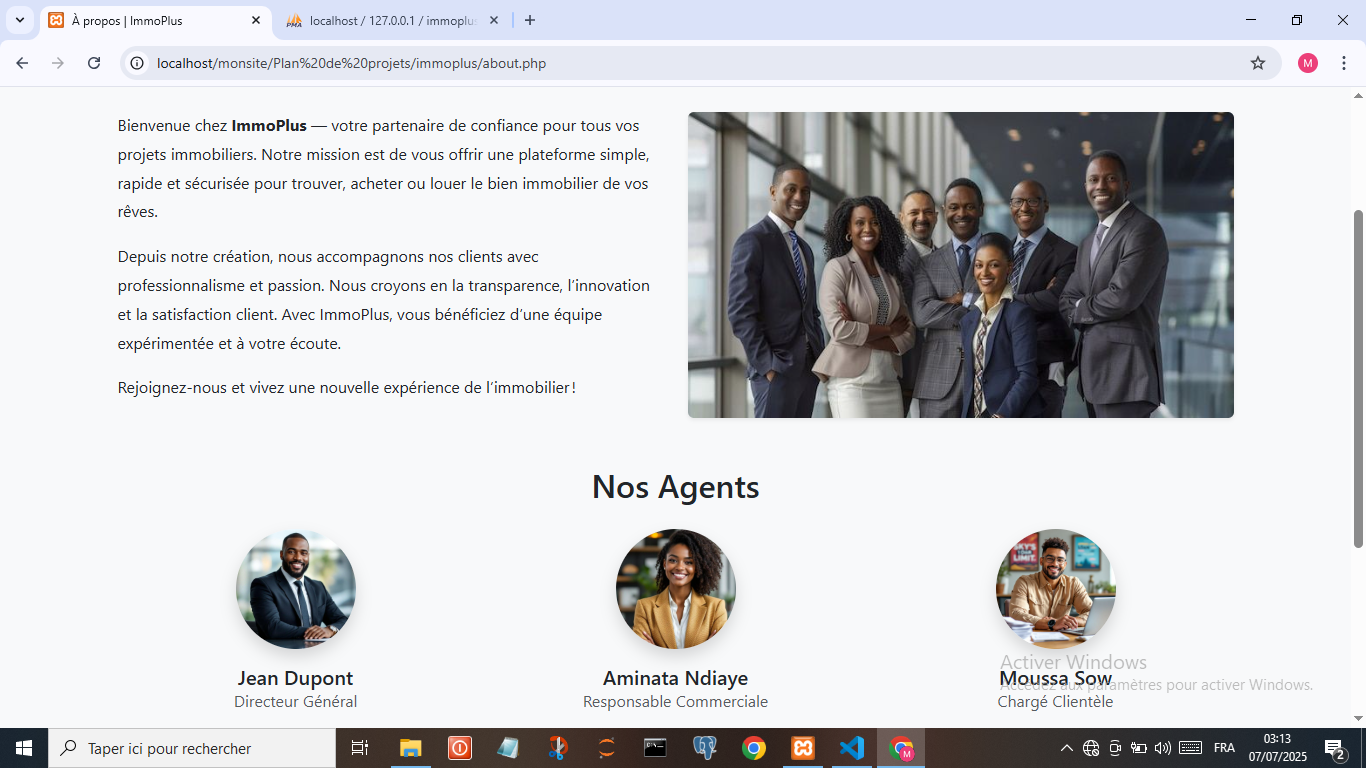 À propos | ImmoPlus
localhost / 127.0.0.1 / immoplus
localhost/monsite/Plan%20de%20projets/immoplus/about.php
M
Bienvenue chez ImmoPlus — votre partenaire de confiance pour tous vos
projets immobiliers. Notre mission est de vous offrir une plateforme simple,
rapide et sécurisée pour trouver, acheter ou louer le bien immobilier de vos
rêves.
Depuis notre création, nous accompagnons nos clients avec
professionnalisme et passion. Nous croyons en la transparence, l’innovation
et la satisfaction client. Avec ImmoPlus, vous bénéficiez d’une équipe
expérimentée et à votre écoute.
Rejoignez-nous et vivez une nouvelle expérience de l’immobilier !
Nos Agents
Jean Dupont
Directeur Général
Aminata Ndiaye
Responsable Commerciale
LIMIT
Moussa Sow
Chargé Clientèle
Activer Windows
Accédez aux paramètres pour activer Windows.
Taper ici pour rechercher
M
FRA
03:13
07/07/2025
2